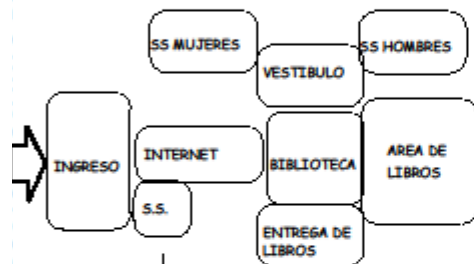 SS MUJERES
SS HOMBRES
VESTIBULO
INGRESO
INTERNET
BIBLIOTECA
AREA DE
LIBROS
S.S.
ENTREGA DE
LIBROS